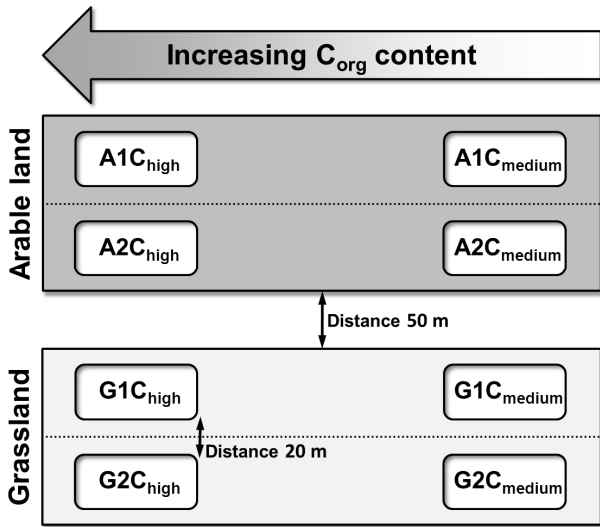 Increasing Corg content
Arable land
A1Chigh
A1Cmedium
A2Chigh
A2Cmedium
Distance 50 m
Grassland
G1Chigh
G1Cmedium
Distance 20 m
G2Chigh
G2Cmedium